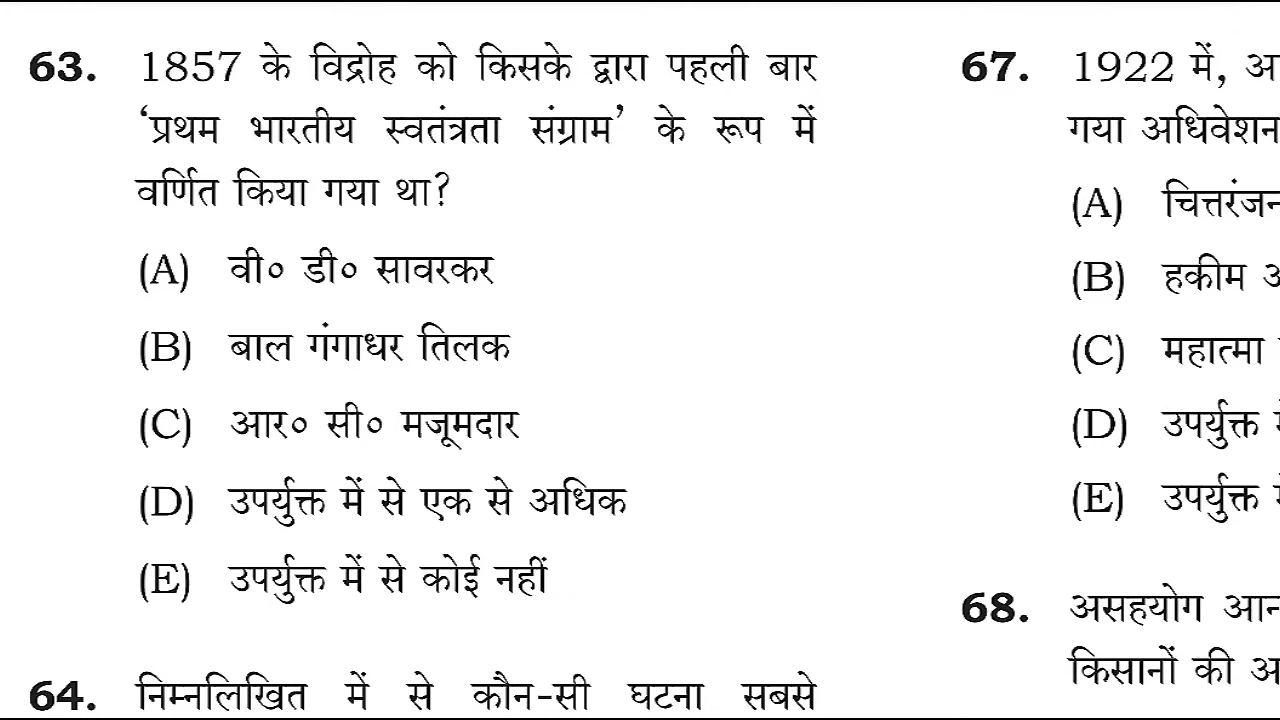 63. 1857 के विद्रोह को किसके द्वारा पहली बार
‘प्रथम भारतीय स्वतंत्रता संग्राम’ के रूप में
वर्णित किया गया था?
(A) वी० डी० सावरकर
(B) बाल गंगाधर तिलक
(C) आर० सी० मजूमदार
(D) उपर्युक्त में से एक से अधिक
(E) उपर्युक्त में से कोई नहीं
64. निम्नलिखित में से कौन-सी घटना सबसे
67. 1922 में,
गया अधिवेशन
(A) चित्तरंजन
(B) हकीम
(C) महात्मा
(D) उपर्युक्त
(E) उपर्युक्त
68. असहयोग
किसानों की